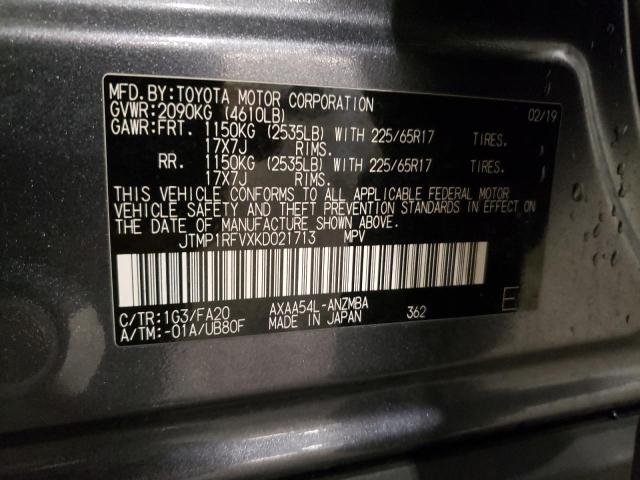 MFD. BY:TOYOTA MOTOR CORPORATION 02/19
GVWR:2090KG (4610LB)
GAWR:FRT. 1150KG (2535LB) WITH 225/65R17 TIRES.
17X7J RIMS.
RR. 1150KG (2535LB) WITH 225/65R17 TIRES.
17X7J RIMS.
THIS VEHICLE CONFORMS TO ALL APPLICABLE FEDERAL MOTOR
VEHICLE SAFETY AND THEFT PREVENTION STANDARDS IN EFFECT ON
THE DATE OF MANUFACTURE SHOWN ABOVE.
JTMP1RFVXKD021713 MPV
C/TR:1G3/FA20 AXAA54L-ANZMBA 362 E
A/TM:-01A/UB80F MADE IN JAPAN